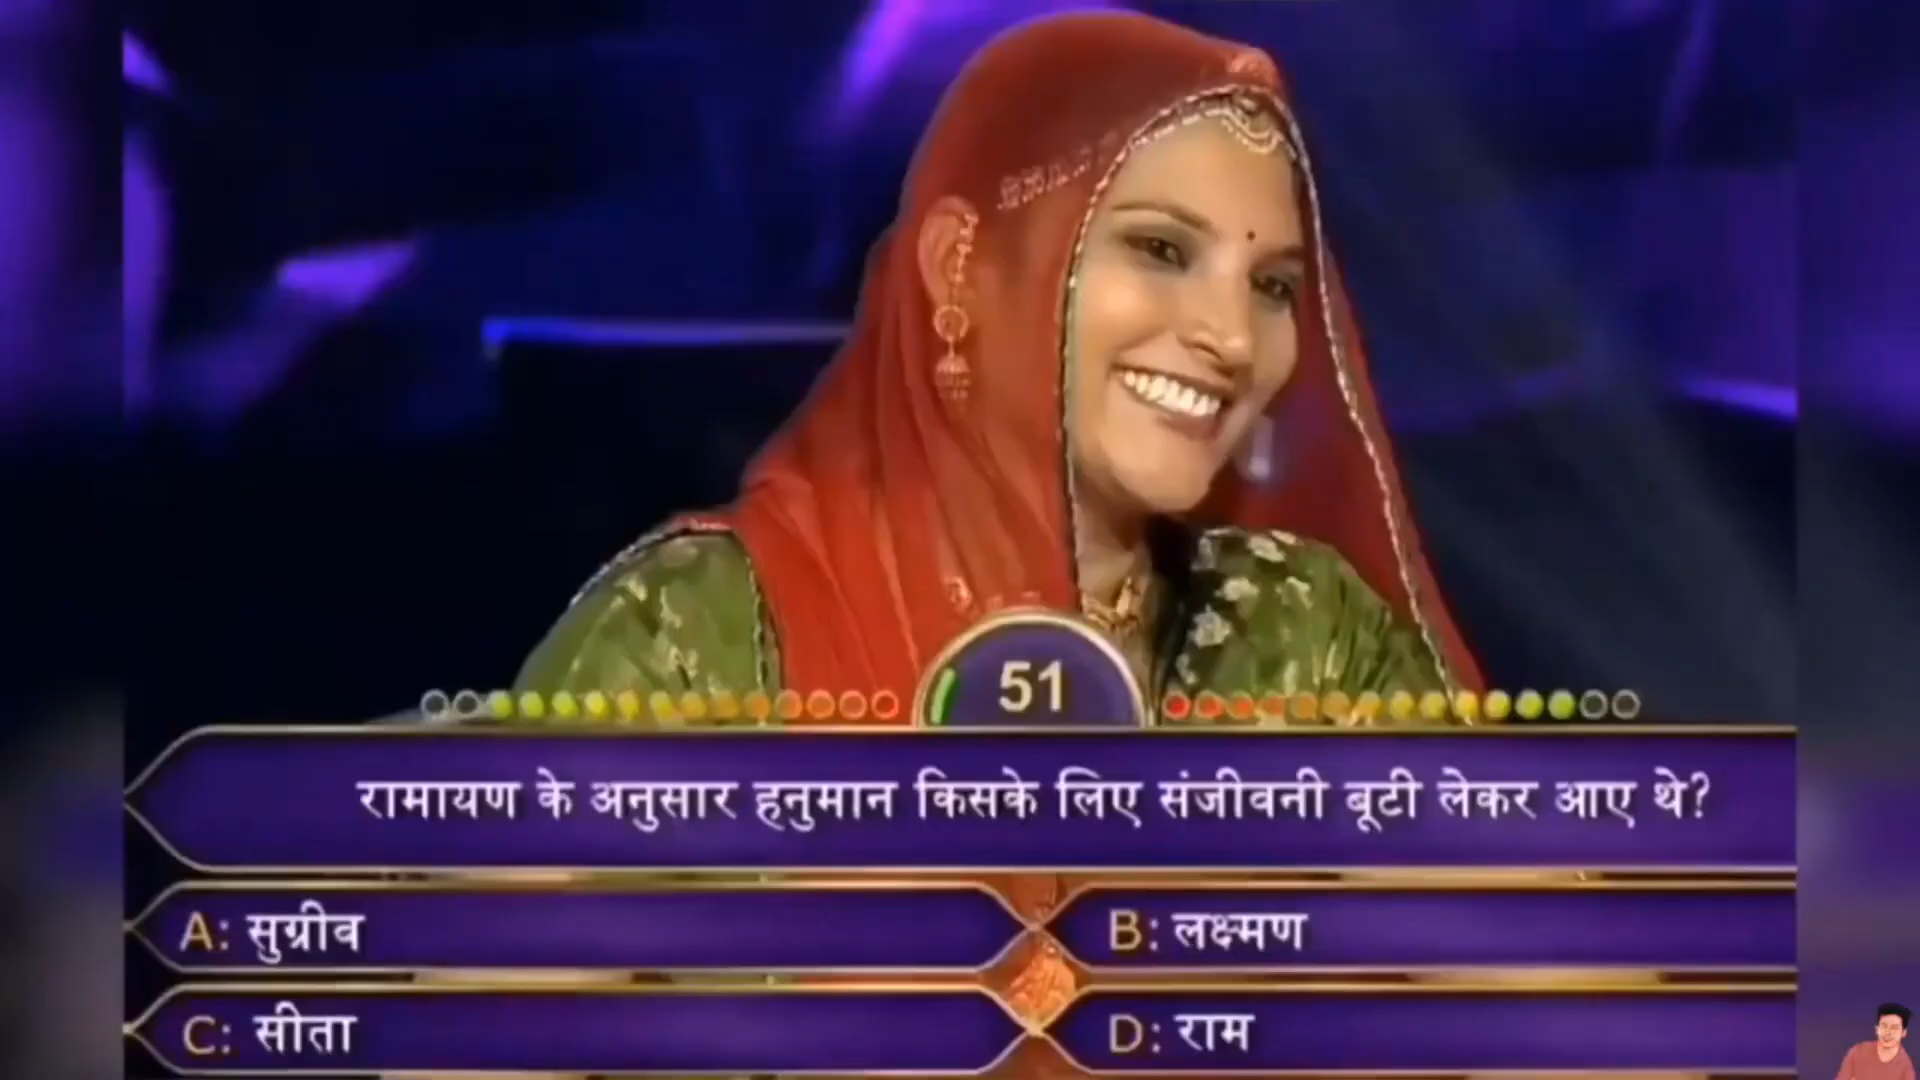 51
रामायण के अनुसार हनुमान किसके लिए संजीवनी बूटी लेकर आए थे?
A: सुग्रीव
B: लक्ष्मण
C: सीता
D: राम